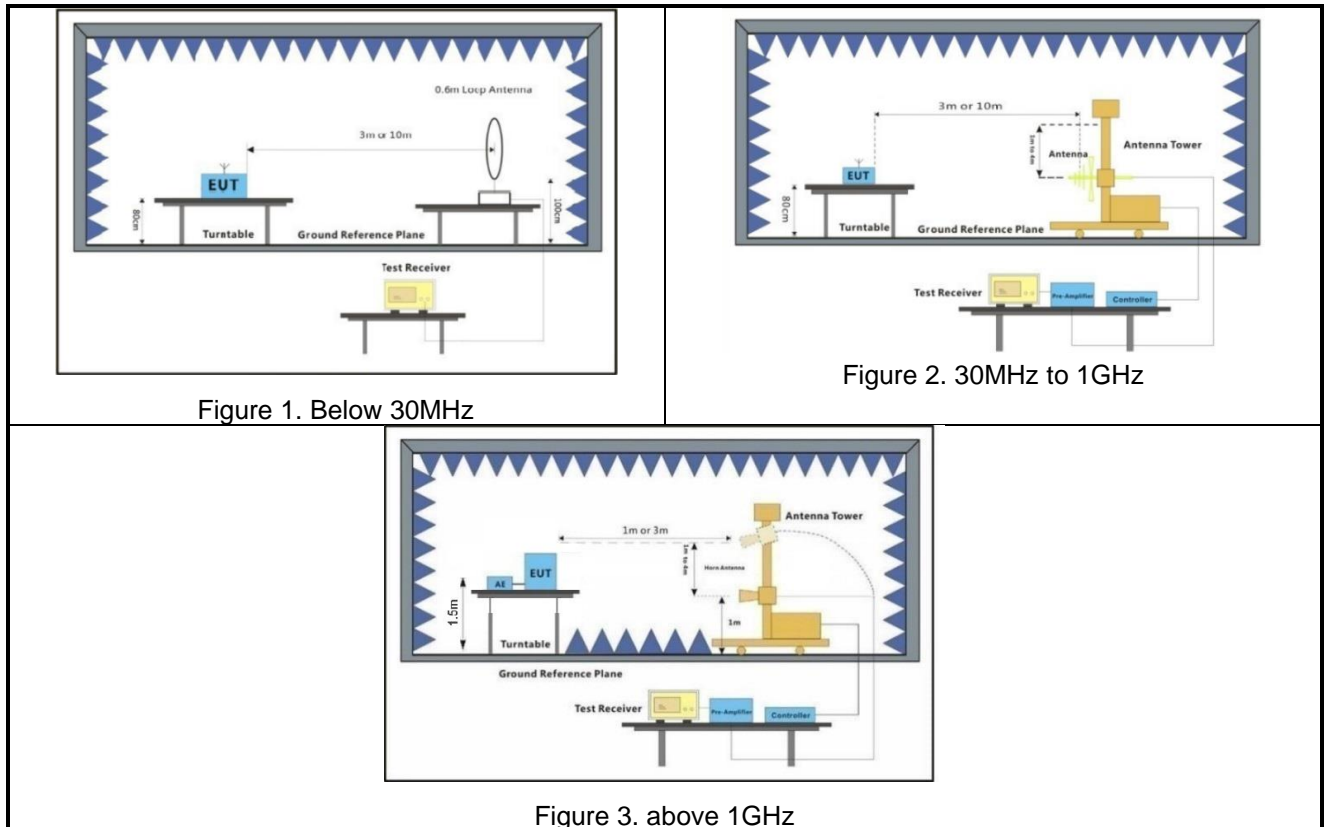 0.6m Loop Antenna
3m or 10m
EUT
80cm
100cm
Turntable
Ground Reference Plane
Test Receiver
Figure 1. Below 30MHz
3m or 10m
1m to 4m
Antenna
Antenna Tower
EUT
80cm
Turntable
Ground Reference Plane
Test Receiver
Pre-Amplifier
Controller
Figure 2. 30MHz to 1GHz
Antenna Tower
1m or 3m
1m to 4m
Horn Antenna
AE
EUT
1.5m
1m
Turntable
Ground Reference Plane
Test Receiver
Pre-Amplifier
Controller
Figure 3. above 1GHz